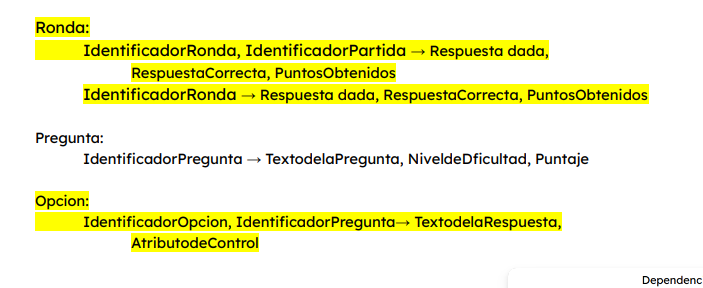 Ronda:
IdentificadorRonda, IdentificadorPartida → Respuesta dada,
RespuestaCorrecta, PuntosObtenidos
IdentificadorRonda → Respuesta dada, RespuestaCorrecta, PuntosObtenidos
Pregunta:
IdentificadorPregunta → TextodelaPregunta, NiveldeDficultad, Puntaje
Opcion:
IdentificadorOpcion, IdentificadorPregunta→ TextodelaRespuesta,
AtributodeControl
Dependenc